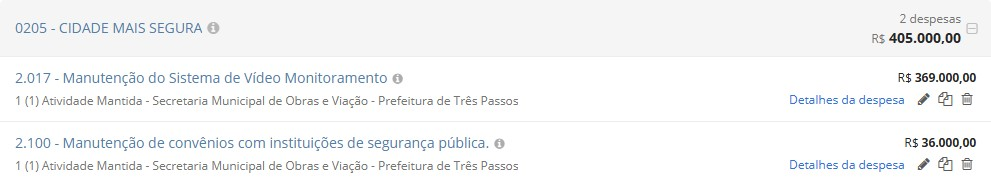 0205 - CIDADE MAIS SEGURA
2 despesas
R$ 405.000,00
2.017 - Manutenção do Sistema de Vídeo Monitoramento
R$ 369.000,00
1 (1) Atividade Mantida - Secretaria Municipal de Obras e Viação - Prefeitura de Três Passos
Detalhes da despesa
2.100 - Manutenção de convênios com instituições de segurança pública.
R$ 36.000,00
1 (1) Atividade Mantida - Secretaria Municipal de Obras e Viação - Prefeitura de Três Passos
Detalhes da despesa